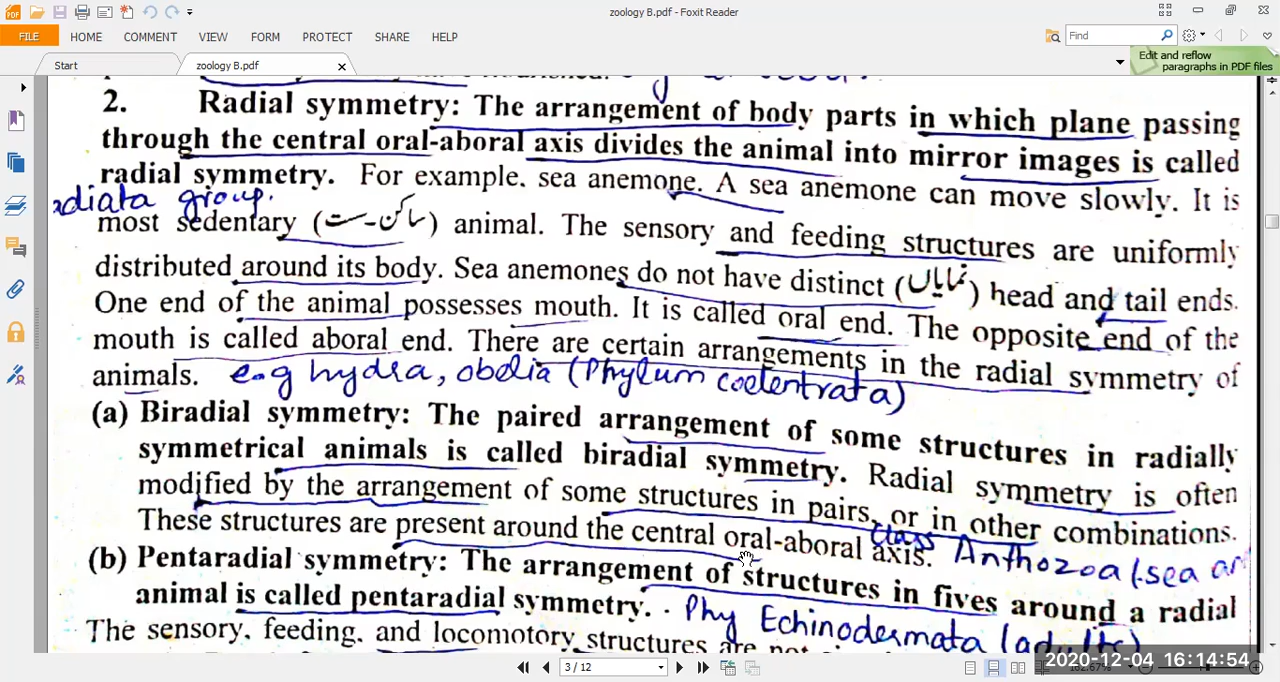 zoology B.pdf - Foxit Reader
FILE HOME COMMENT VIEW FORM PROTECT SHARE HELP
Find
Start zoology B.pdf
Edit and reflow
paragraphs in PDF files
2. Radial symmetry: The arrangement of body parts in which plane passing
through the central oral-aboral axis divides the animal into mirror images is called
radial symmetry. For example, sea anemone. A sea anemone can move slowly. It is
adiata group.
most sedentary (ساکن-ست) animal. The sensory and feeding structures are uniformly
distributed around its body. Sea anemones do not have distinct (نمایاں) head and tail ends.
One end of the animal possesses mouth. It is called oral end. The opposite end of the
mouth is called aboral end. There are certain arrangements in the radial symmetry of
animals. e.g hydra, obelia (Phylum coelentrata)
(a) Biradial symmetry: The paired arrangement of some structures in radially
symmetrical animals is called biradial symmetry. Radial symmetry is often
modified by the arrangement of some structures in pairs, or in other combinations.
These structures are present around the central oral-aboral axis.
Class Anthozoa (sea an
(b) Pentaradial symmetry: The arrangement of structures in fives around a radial
animal is called pentaradial symmetry. . Phy Echinodermata (adults)
The sensory, feeding, and locomotory structures are not
3 / 12
2020-12-04 16:14:54